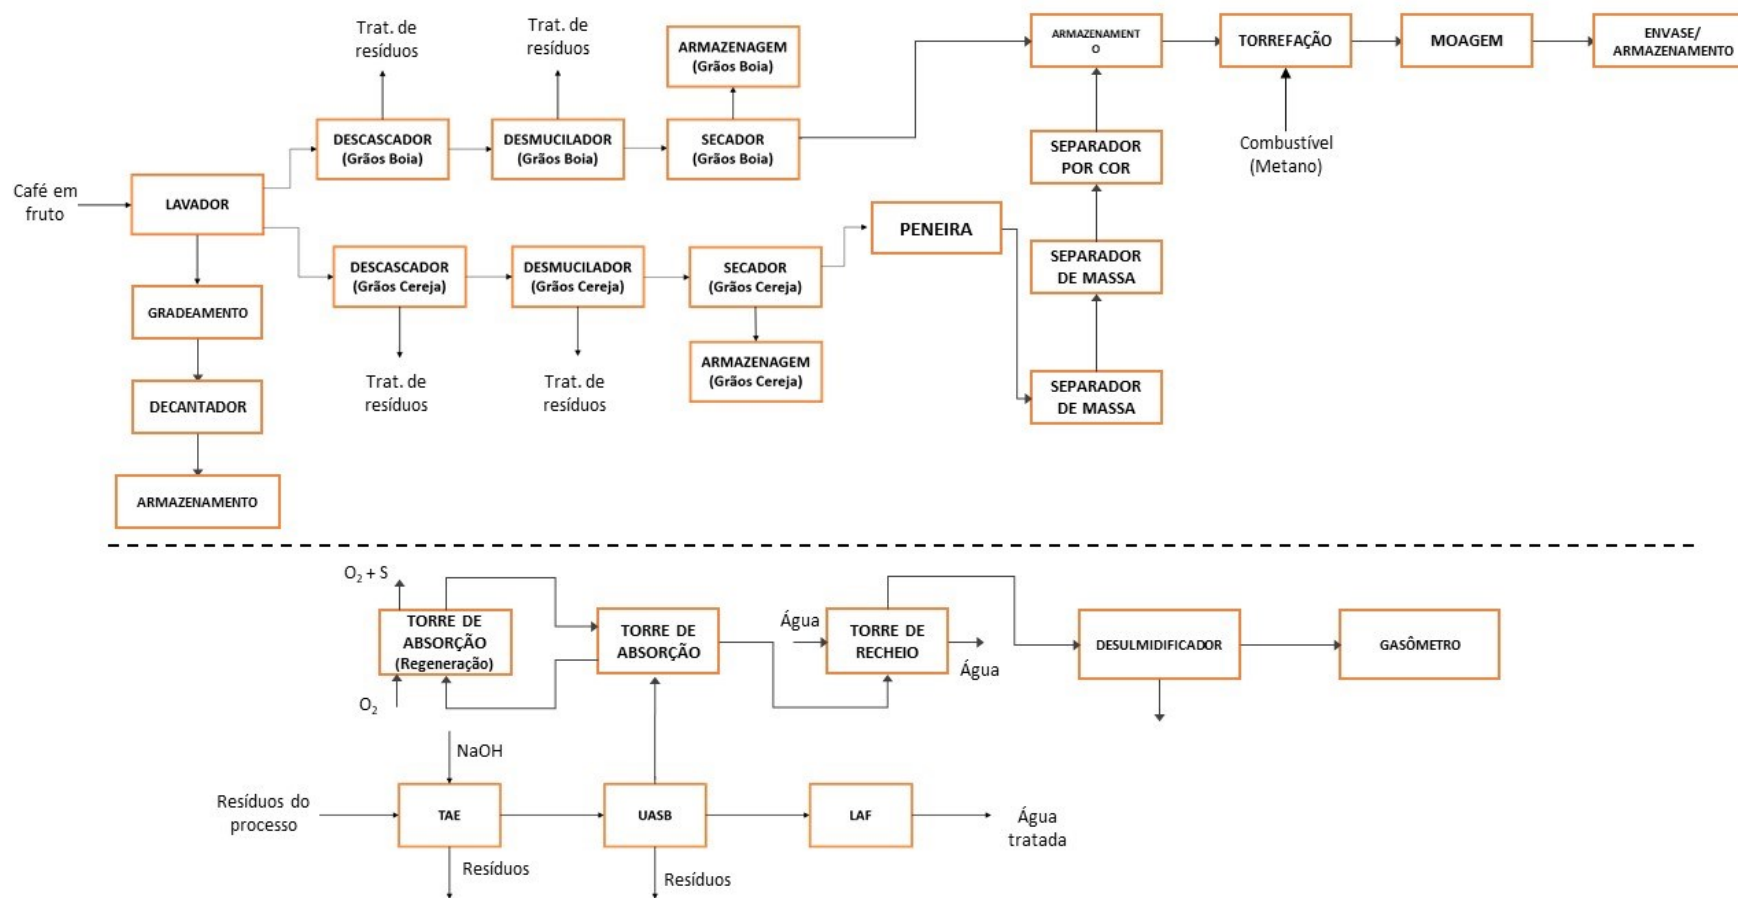 Trat. de
resíduos
Trat. de
resíduos
ARMAZENAGEM
(Grãos Boia)
ARMAZENAMENT
O
TORREFAÇÃO
MOAGEM
ENVASE/
ARMAZENAMENTO
DESCASCADOR
(Grãos Boia)
DESMUCILADOR
(Grãos Boia)
SECADOR
(Grãos Boia)
SEPARADOR
POR COR
Combustível
(Metano)
Café em
fruto
LAVADOR
PENEIRA
DESCASCADOR
(Grãos Cereja)
DESMUCILADOR
(Grãos Cereja)
SECADOR
(Grãos Cereja)
SEPARADOR
DE MASSA
GRADEAMENTO
ARMAZENAGEM
(Grãos Cereja)
Trat. de
resíduos
Trat. de
resíduos
SEPARADOR
DE MASSA
DECANTADOR
ARMAZENAMENTO
O₂ + S
TORRE DE
ABSORÇÃO
(Regeneração)
O₂
TORRE DE
ABSORÇÃO
Água
TORRE DE
RECHEIO
Água
DESULMIDIFICADOR
GASÔMETRO
NaOH
Resíduos do
processo
TAE
UASB
LAF
Água
tratada
Resíduos
Resíduos